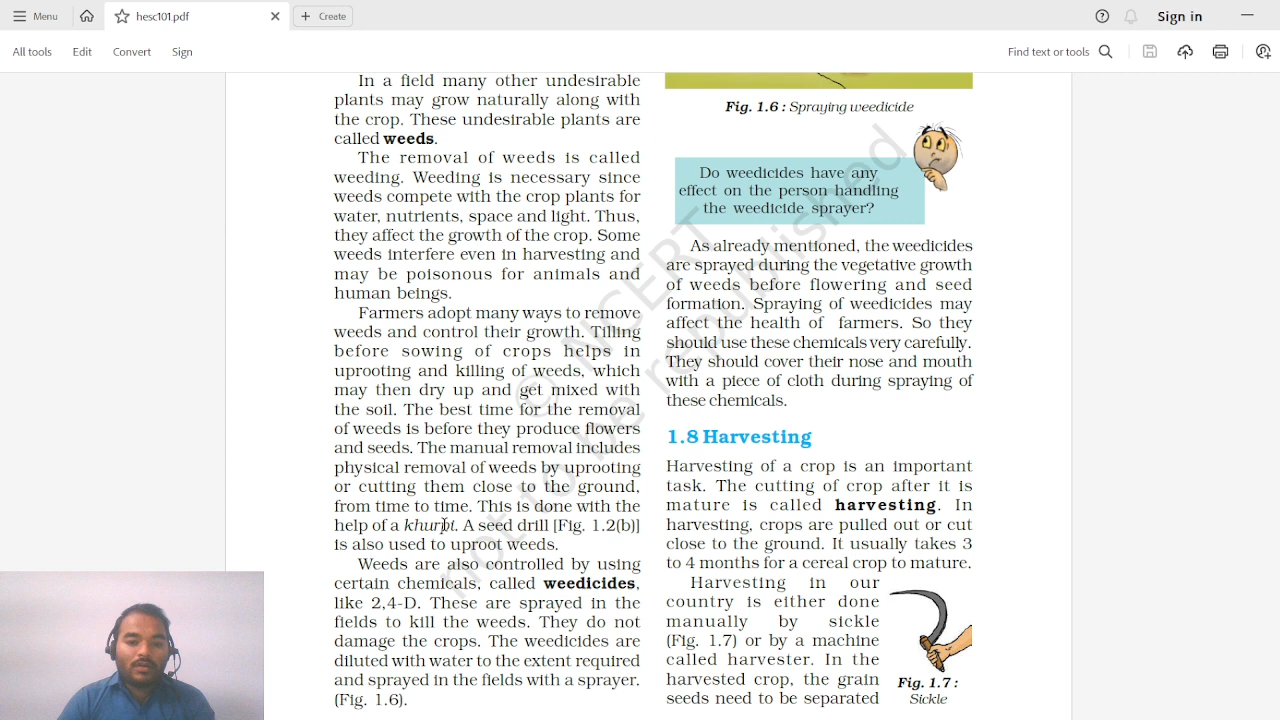 Menu
hesc101.pdf
Create
Sign in
All tools Edit Convert Sign
Find text or tools
In a field many other undesirable
plants may grow naturally along with
the crop. These undesirable plants are
called weeds.
The removal of weeds is called
weeding. Weeding is necessary since
weeds compete with the crop plants for
water, nutrients, space and light. Thus,
they affect the growth of the crop. Some
weeds interfere even in harvesting and
may be poisonous for animals and
human beings.
Farmers adopt many ways to remove
weeds and control their growth. Tilling
before sowing of crops helps in
uprooting and killing of weeds, which
may then dry up and get mixed with
the soil. The best time for the removal
of weeds is before they produce flowers
and seeds. The manual removal includes
physical removal of weeds by uprooting
or cutting them close to the ground,
from time to time. This is done with the
help of a khurpi. A seed drill [Fig. 1.2(b)]
is also used to uproot weeds.
Weeds are also controlled by using
certain chemicals, called weedicides,
like 2,4-D. These are sprayed in the
fields to kill the weeds. They do not
damage the crops. The weedicides are
diluted with water to the extent required
and sprayed in the fields with a sprayer.
(Fig. 1.6).
Fig. 1.6 : Spraying weedicide
Do weedicides have any
effect on the person handling
the weedicide sprayer?
As already mentioned, the weedicides
are sprayed during the vegetative growth
of weeds before flowering and seed
formation. Spraying of weedicides may
affect the health of farmers. So they
should use these chemicals very carefully.
They should cover their nose and mouth
with a piece of cloth during spraying of
these chemicals.
1.8 Harvesting
Harvesting of a crop is an important
task. The cutting of crop after it is
mature is called harvesting. In
harvesting, crops are pulled out or cut
close to the ground. It usually takes 3
to 4 months for a cereal crop to mature.
Harvesting in our
country is either done
manually by sickle
(Fig. 1.7) or by a machine
called harvester. In the
harvested crop, the grain
seeds need to be separated
Fig. 1.7 :
Sickle
© NCERT
not to be republished